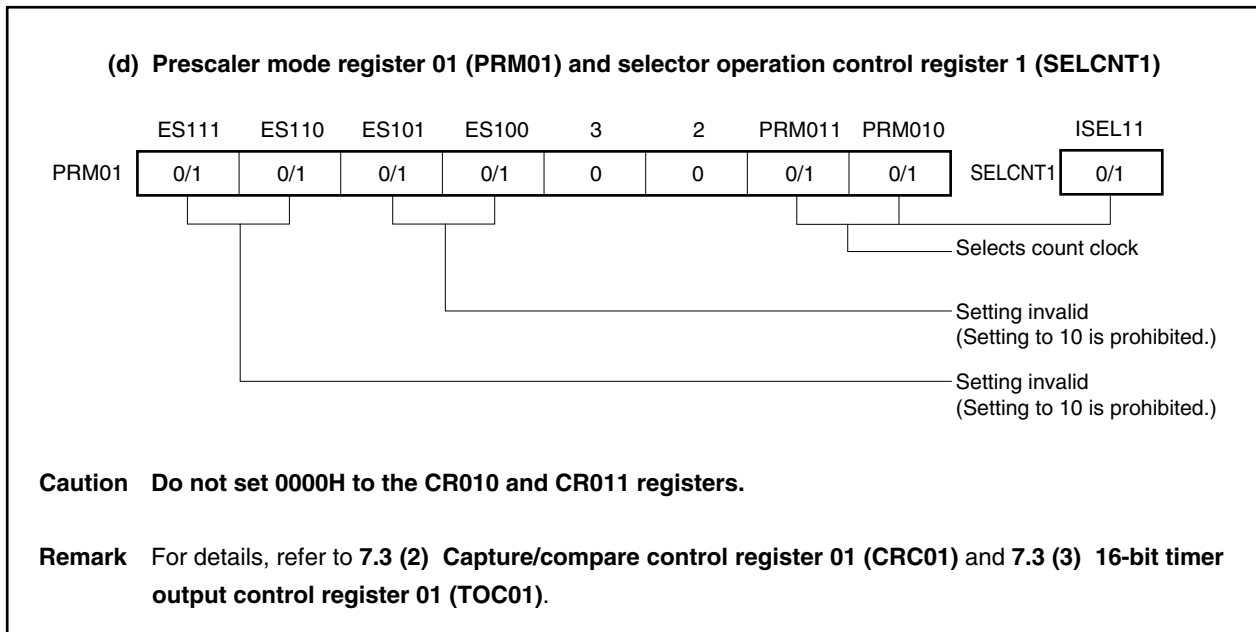 (d) Prescaler mode register 01 (PRM01) and selector operation control register 1 (SELCNT1)
ES111 ES110 ES101 ES100 3 2 PRM011 PRM010 ISEL11
PRM01 0/1 0/1 0/1 0/1 0 0 0/1 0/1 SELCNT1 0/1
Selects count clock
Setting invalid
(Setting to 10 is prohibited.)
Setting invalid
(Setting to 10 is prohibited.)
Caution Do not set 0000H to the CR010 and CR011 registers.
Remark For details, refer to 7.3 (2) Capture/compare control register 01 (CRC01) and 7.3 (3) 16-bit timer
output control register 01 (TOC01).